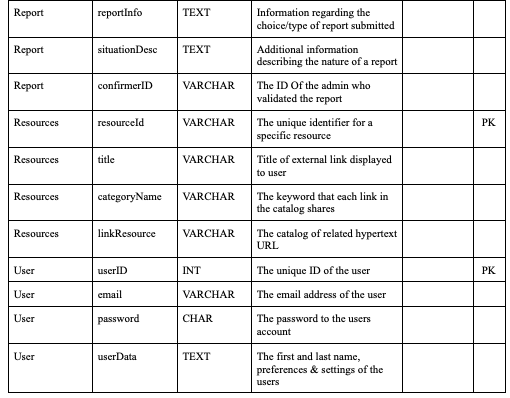 Report reportInfo TEXT Information regarding the
choice/type of report submitted
Report situationDesc TEXT Additional information
describing the nature of a report
Report confirmerID VARCHAR The ID Of the admin who
validated the report
Resources resourceId VARCHAR The unique identifier for a PK
specific resource
Resources title VARCHAR Title of external link displayed
to user
Resources categoryName VARCHAR The keyword that each link in
the catalog shares
Resources linkResource VARCHAR The catalog of related hypertext
URL
User userID INT The unique ID of the user PK
User email VARCHAR The email address of the user
User password CHAR The password to the users
account
User userData TEXT The first and last name,
preferences & settings of the
users